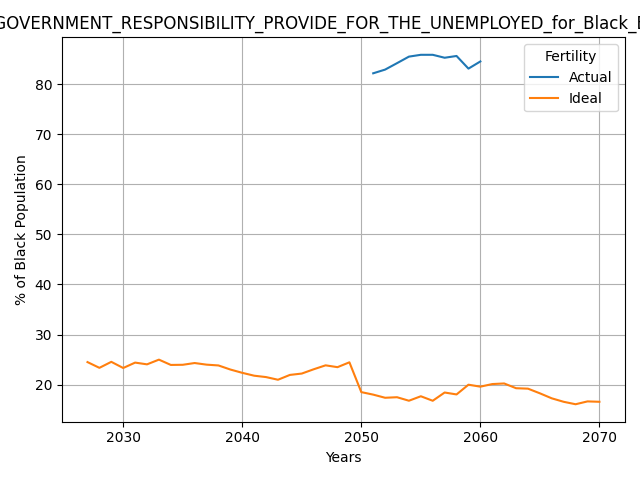 GOVERNMENT_RESPONSIBILITY_PROVIDE_FOR_THE_UNEMPLOYED_for_Black_
Fertility
Actual
Ideal
80
70
60
50
40
30
20
% of Black Population
2030 2040 2050 2060 2070
Years